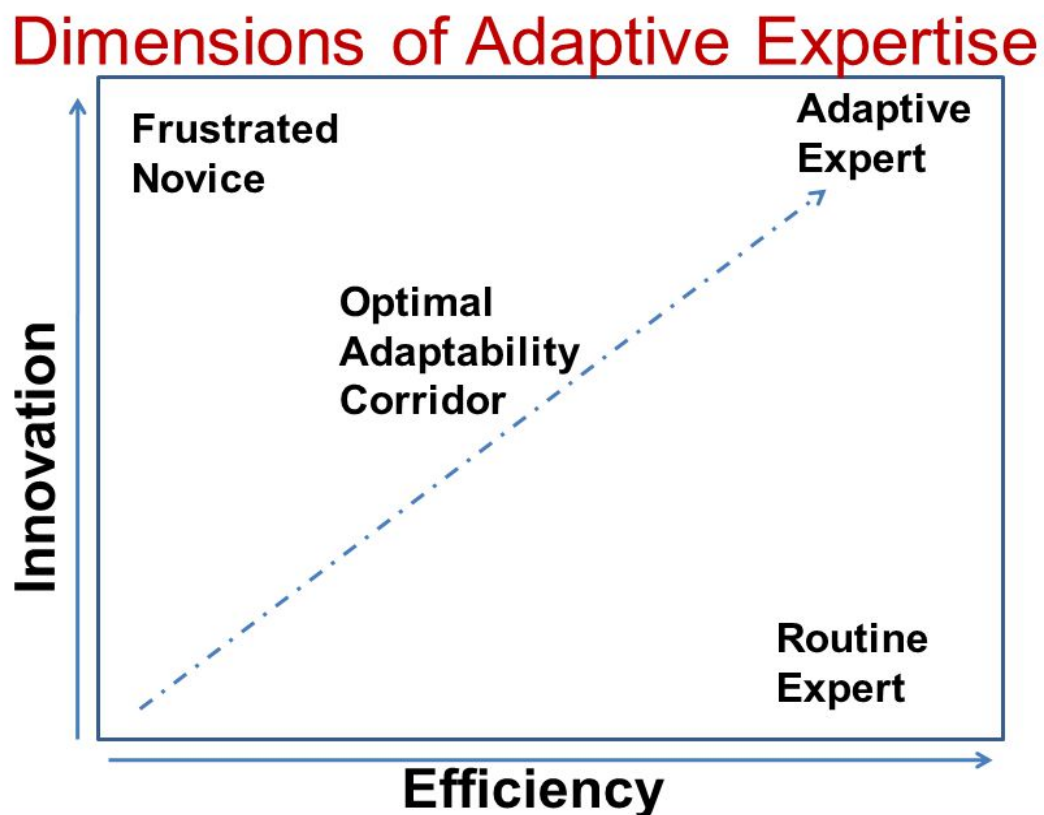 Dimensions of Adaptive Expertise
Frustrated
Novice
Adaptive
Expert
Optimal
Adaptability
Corridor
Innovation
Routine
Expert
Efficiency